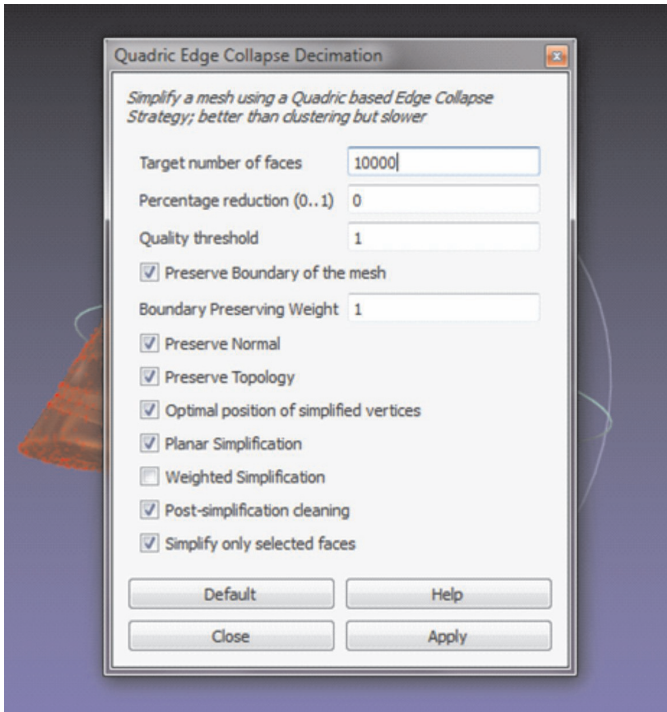 Quadric Edge Collapse Decimation
Simplify a mesh using a Quadric based Edge Collapse
Strategy; better than clustering but slower
Target number of faces 10000
Percentage reduction (0..1) 0
Quality threshold 1
Preserve Boundary of the mesh
Boundary Preserving Weight 1
Preserve Normal
Preserve Topology
Optimal position of simplified vertices
Planar Simplification
Weighted Simplification
Post-simplification cleaning
Simplify only selected faces
Default Help
Close Apply